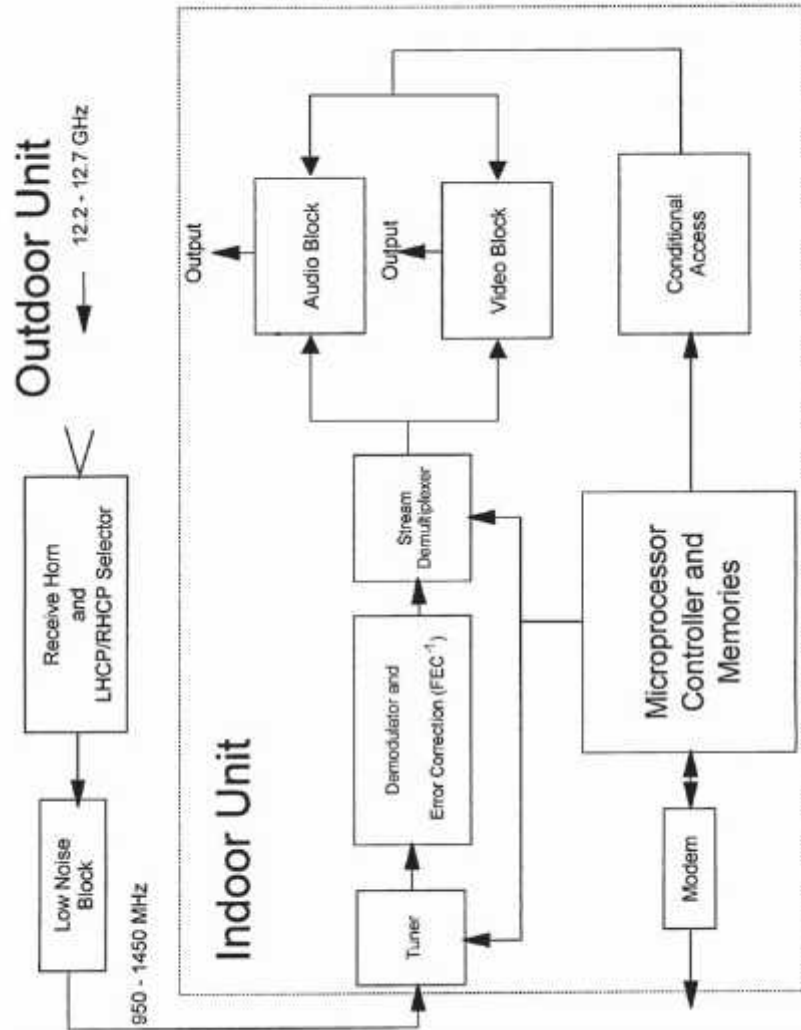 Outdoor Unit
12.2 - 12.7 GHz
Receive Horn
and
LHCP/RHCP Selector
Low Noise
Block
950 - 1450 MHz
Indoor Unit
Tuner
Demodulator and
Error Correction (FEC⁻¹)
Stream
Demultiplexer
Output
Audio Block
Output
Video Block
Modem
Microprocessor
Controller and
Memories
Conditional
Access